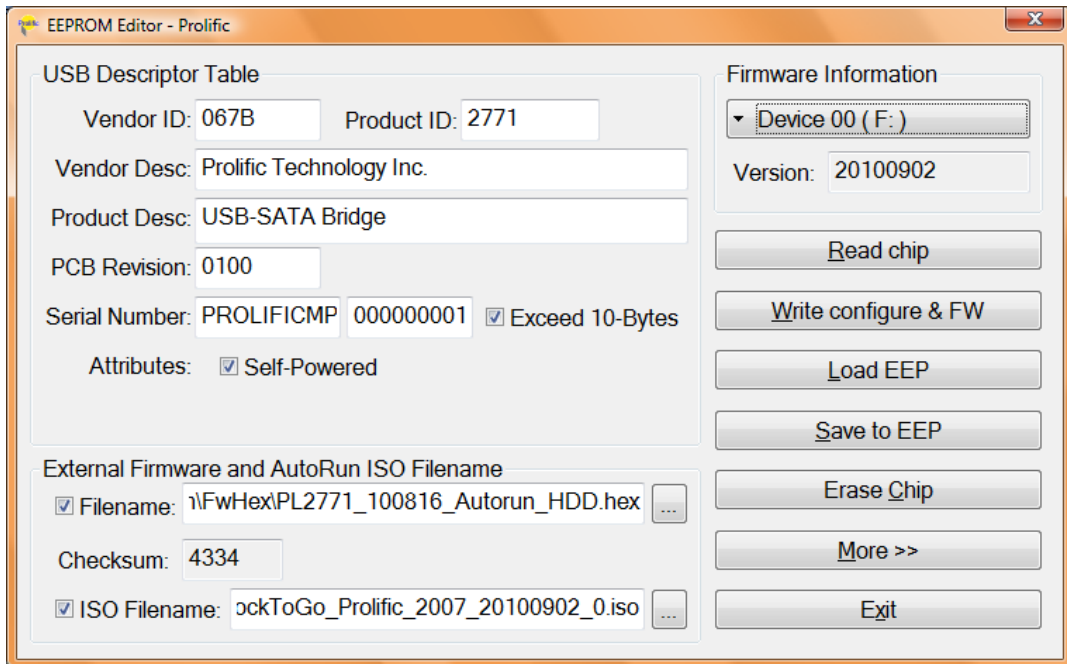 EEPROM Editor - Prolific
USB Descriptor Table
Vendor ID: 067B Product ID: 2771
Vendor Desc: Prolific Technology Inc.
Product Desc: USB-SATA Bridge
PCB Revision: 0100
Serial Number: PROLIFICMP 000000001 Exceed 10-Bytes
Attributes: Self-Powered
External Firmware and AutoRun ISO Filename
Filename: \FwHex\PL2771_100816_Autorun_HDD.hex ...
Checksum: 4334
ISO Filename: ockToGo_Prolific_2007_20100902_0.iso ...
Firmware Information
Device 00 ( F: )
Version: 20100902
Read chip
Write configure & FW
Load EEP
Save to EEP
Erase Chip
More >>
Exit